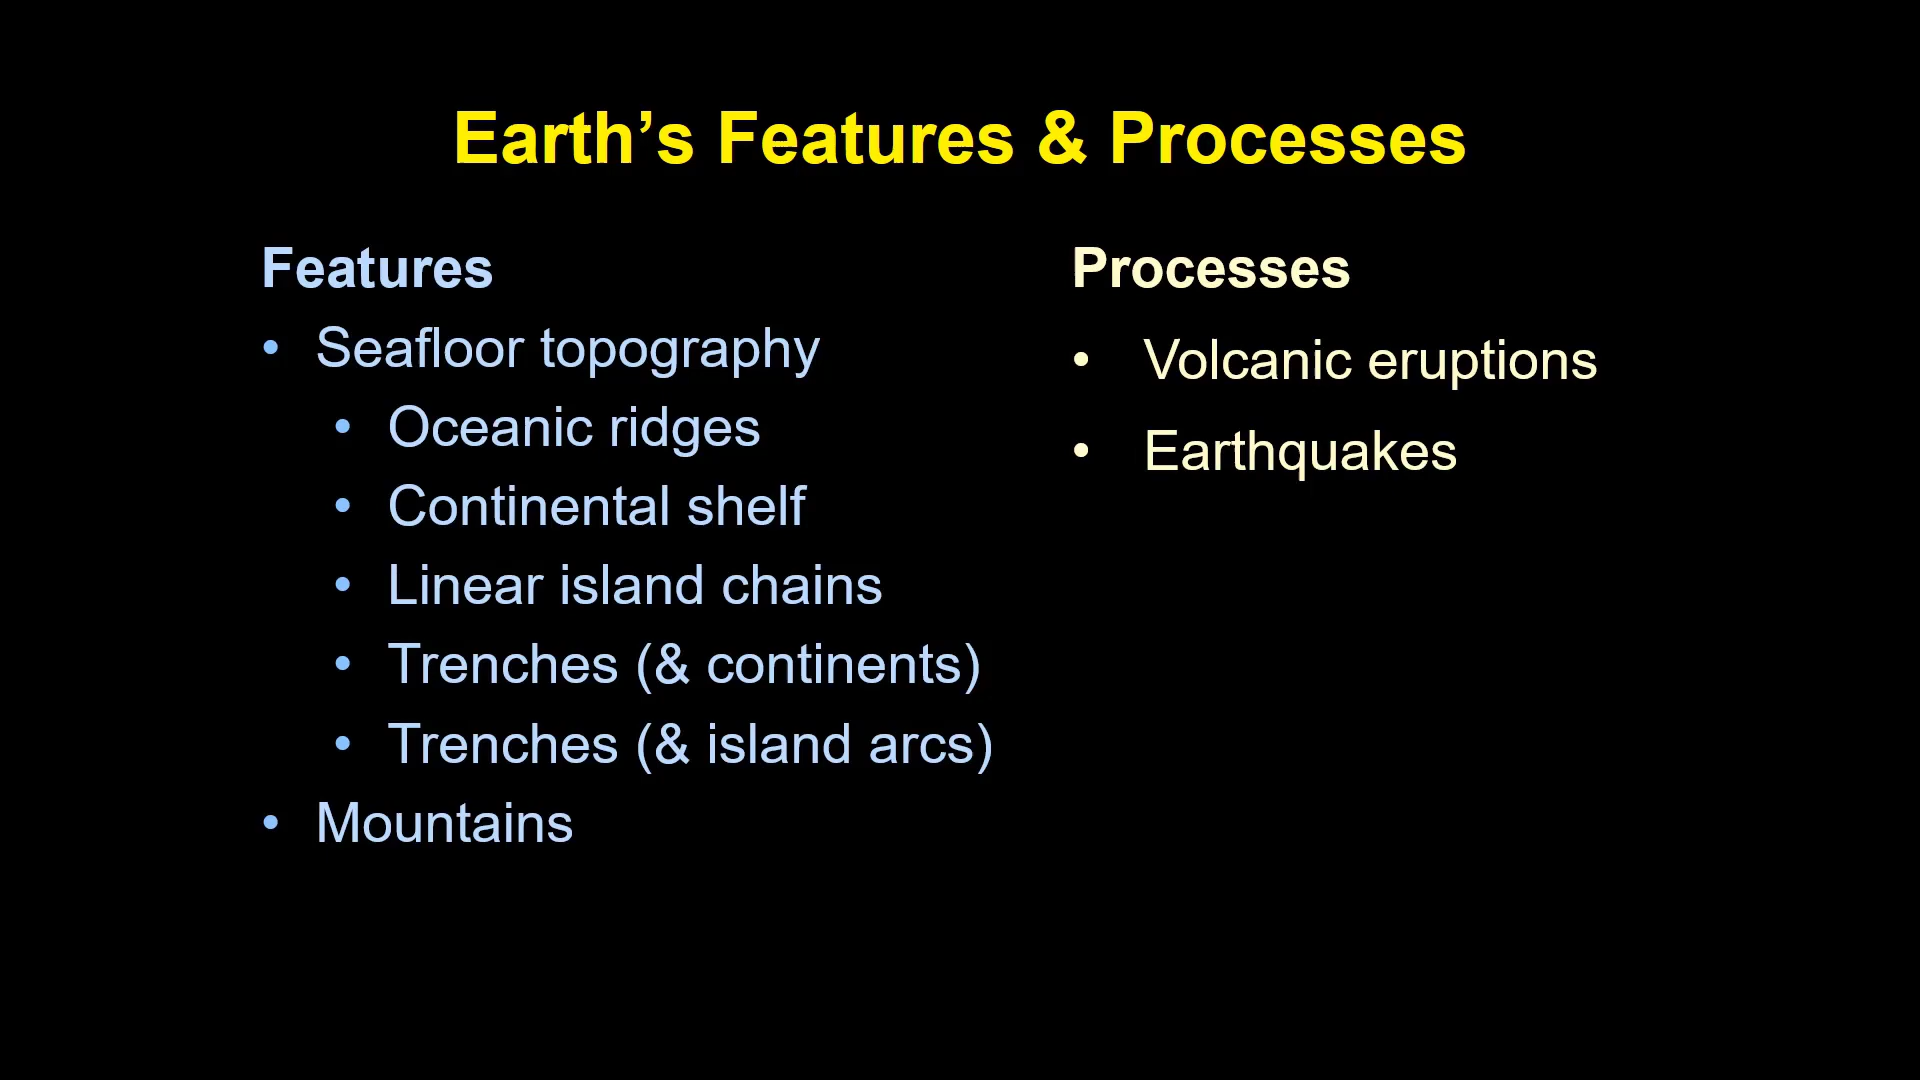 Earth’s Features & Processes
Features
• Seafloor topography
• Oceanic ridges
• Continental shelf
• Linear island chains
• Trenches (& continents)
• Trenches (& island arcs)
• Mountains
Processes
• Volcanic eruptions
• Earthquakes